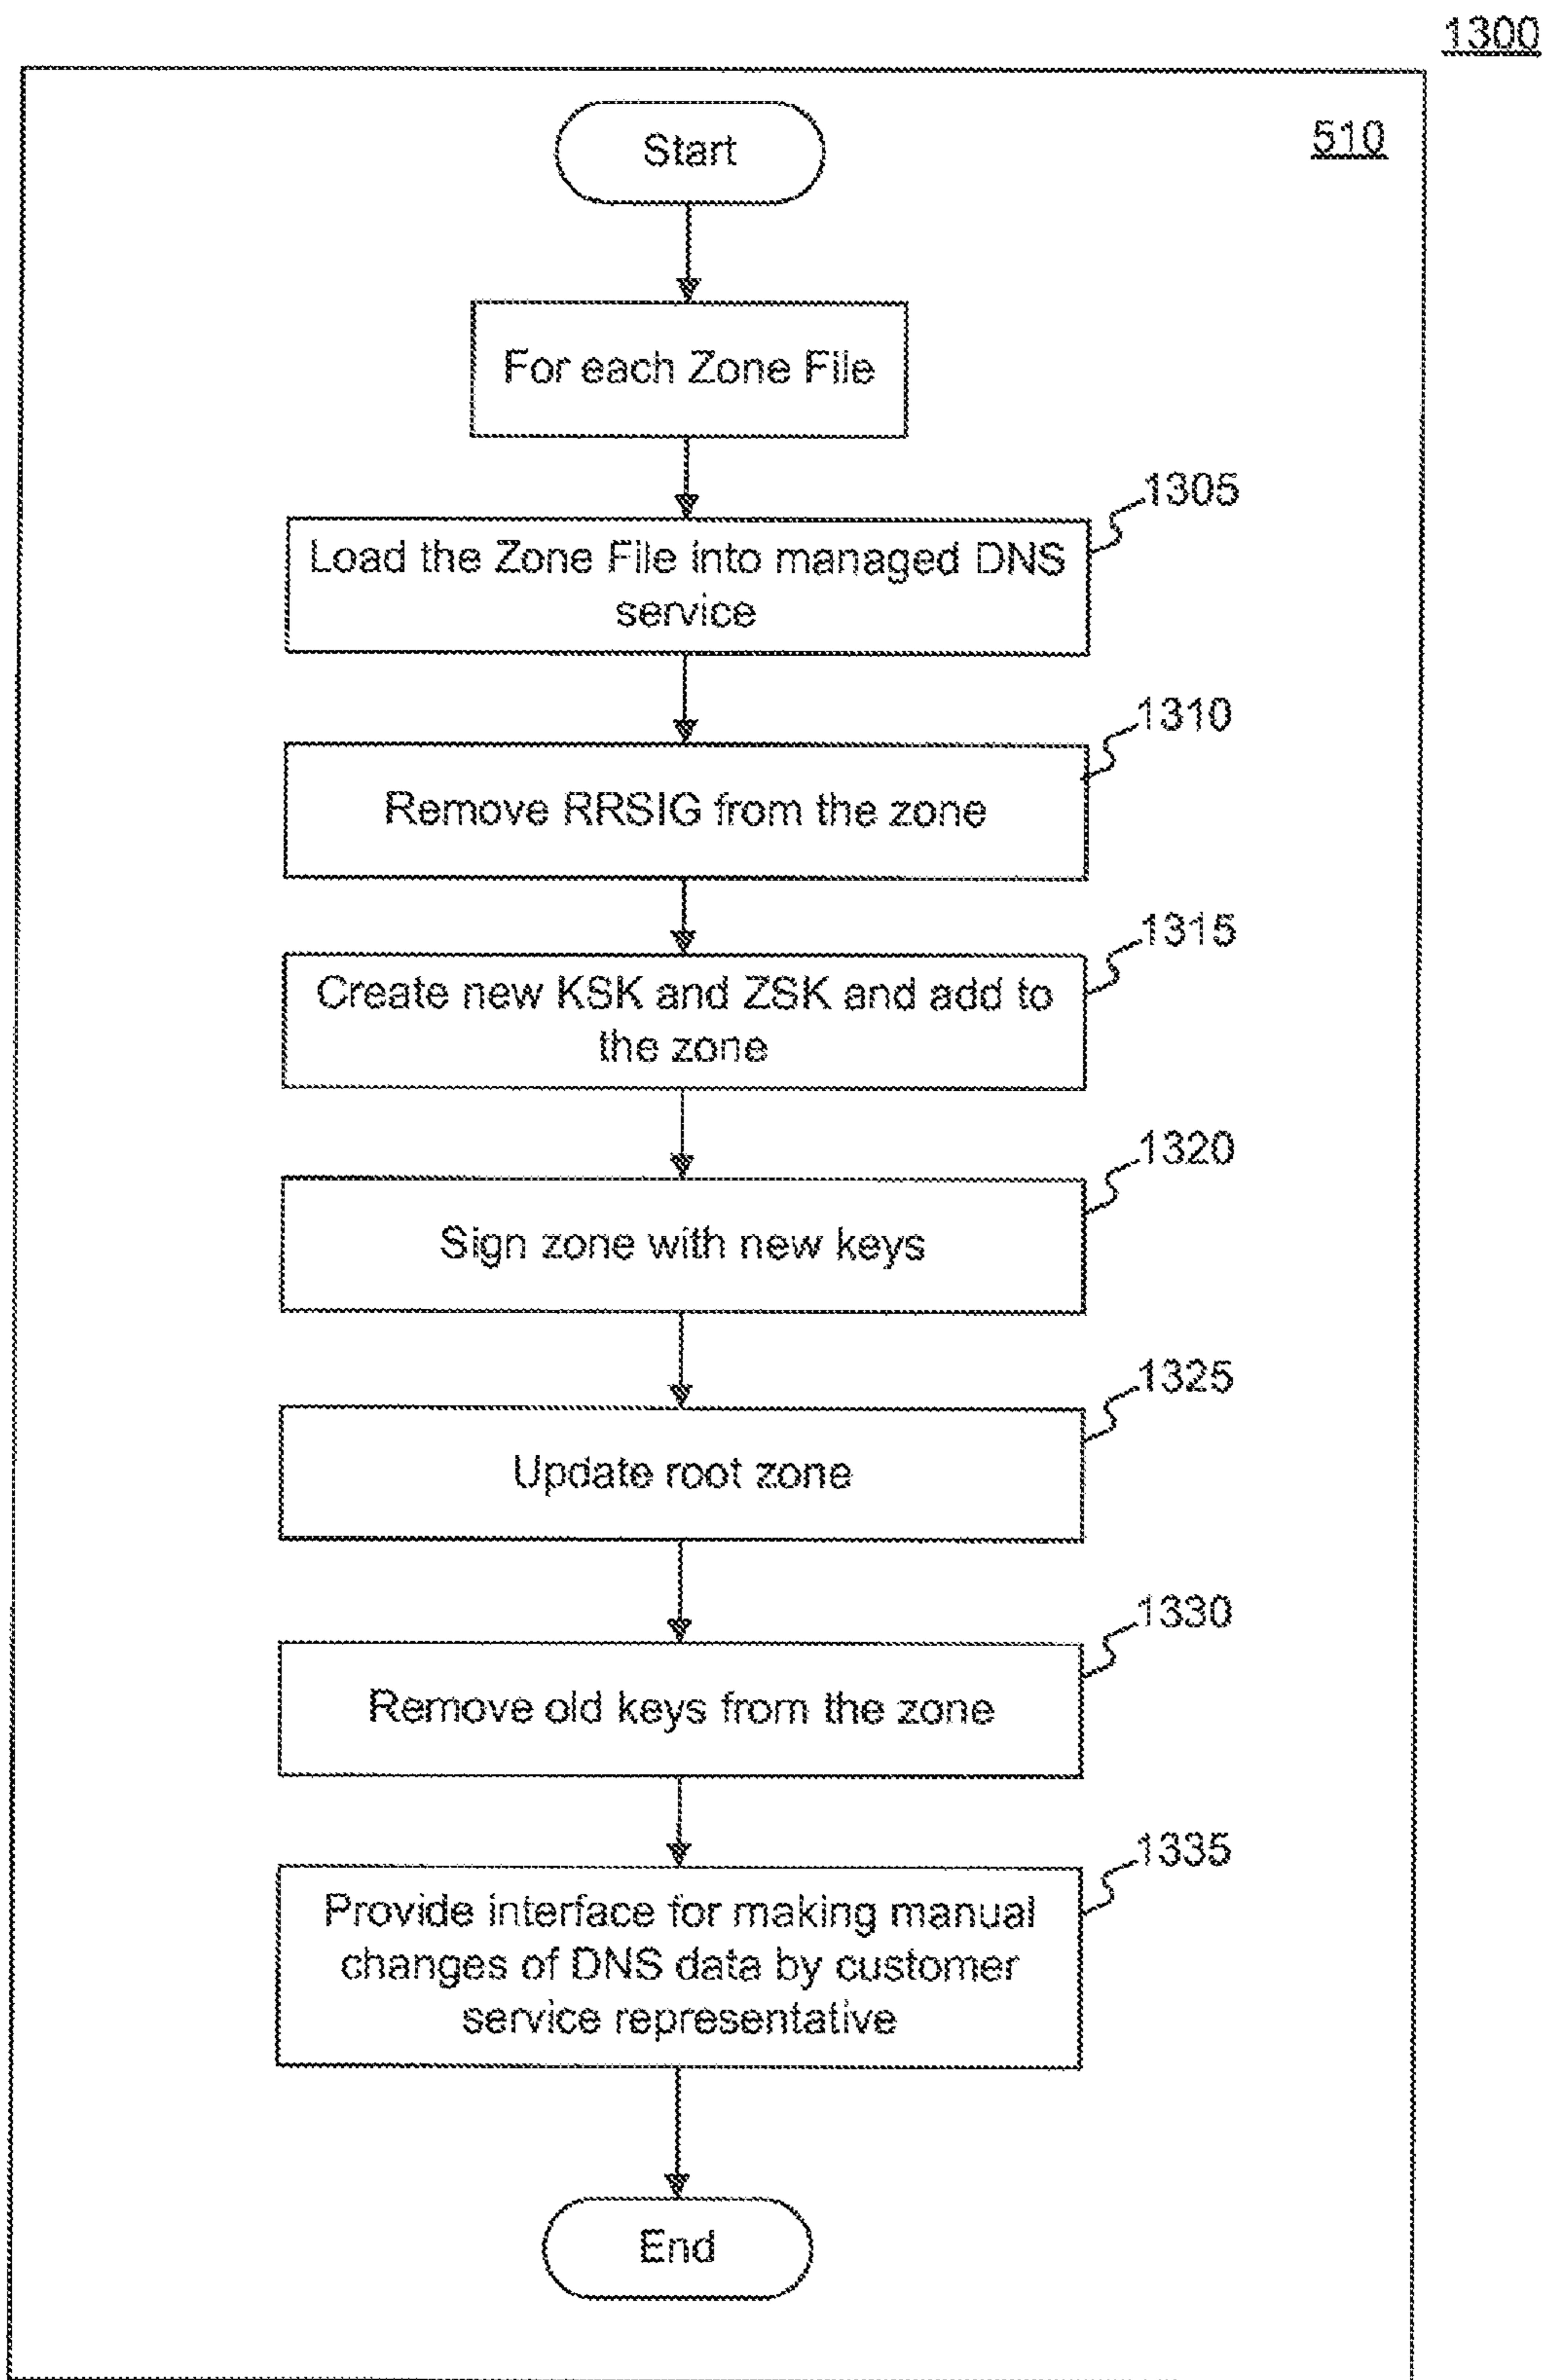 1300
510
Start
For each Zone File
1305
Load the Zone File into managed DNS
service
1310
Remove RRSIG from the zone
1315
Create new KSK and ZSK and add to
the zone
1320
Sign zone with new keys
1325
Update root zone
1330
Remove old keys from the zone
1335
Provide interface for making manual
changes of DNS data by customer
service representative
End